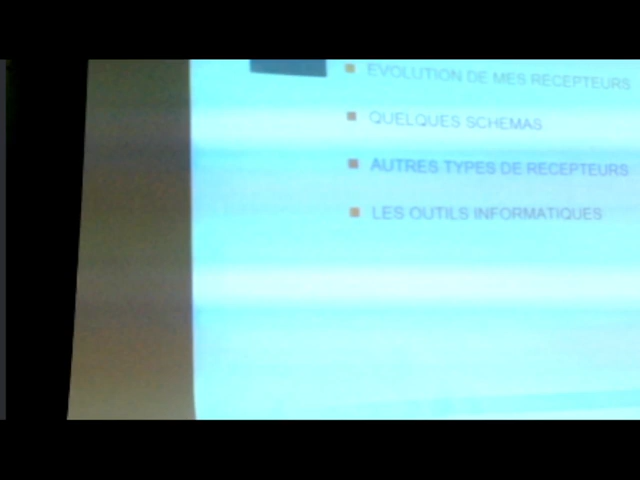 EVOLUTION DE MES RECEPTEURS
QUELQUES SCHEMAS
AUTRES TYPES DE RECEPTEURS
LES OUTILS INFORMATIQUES